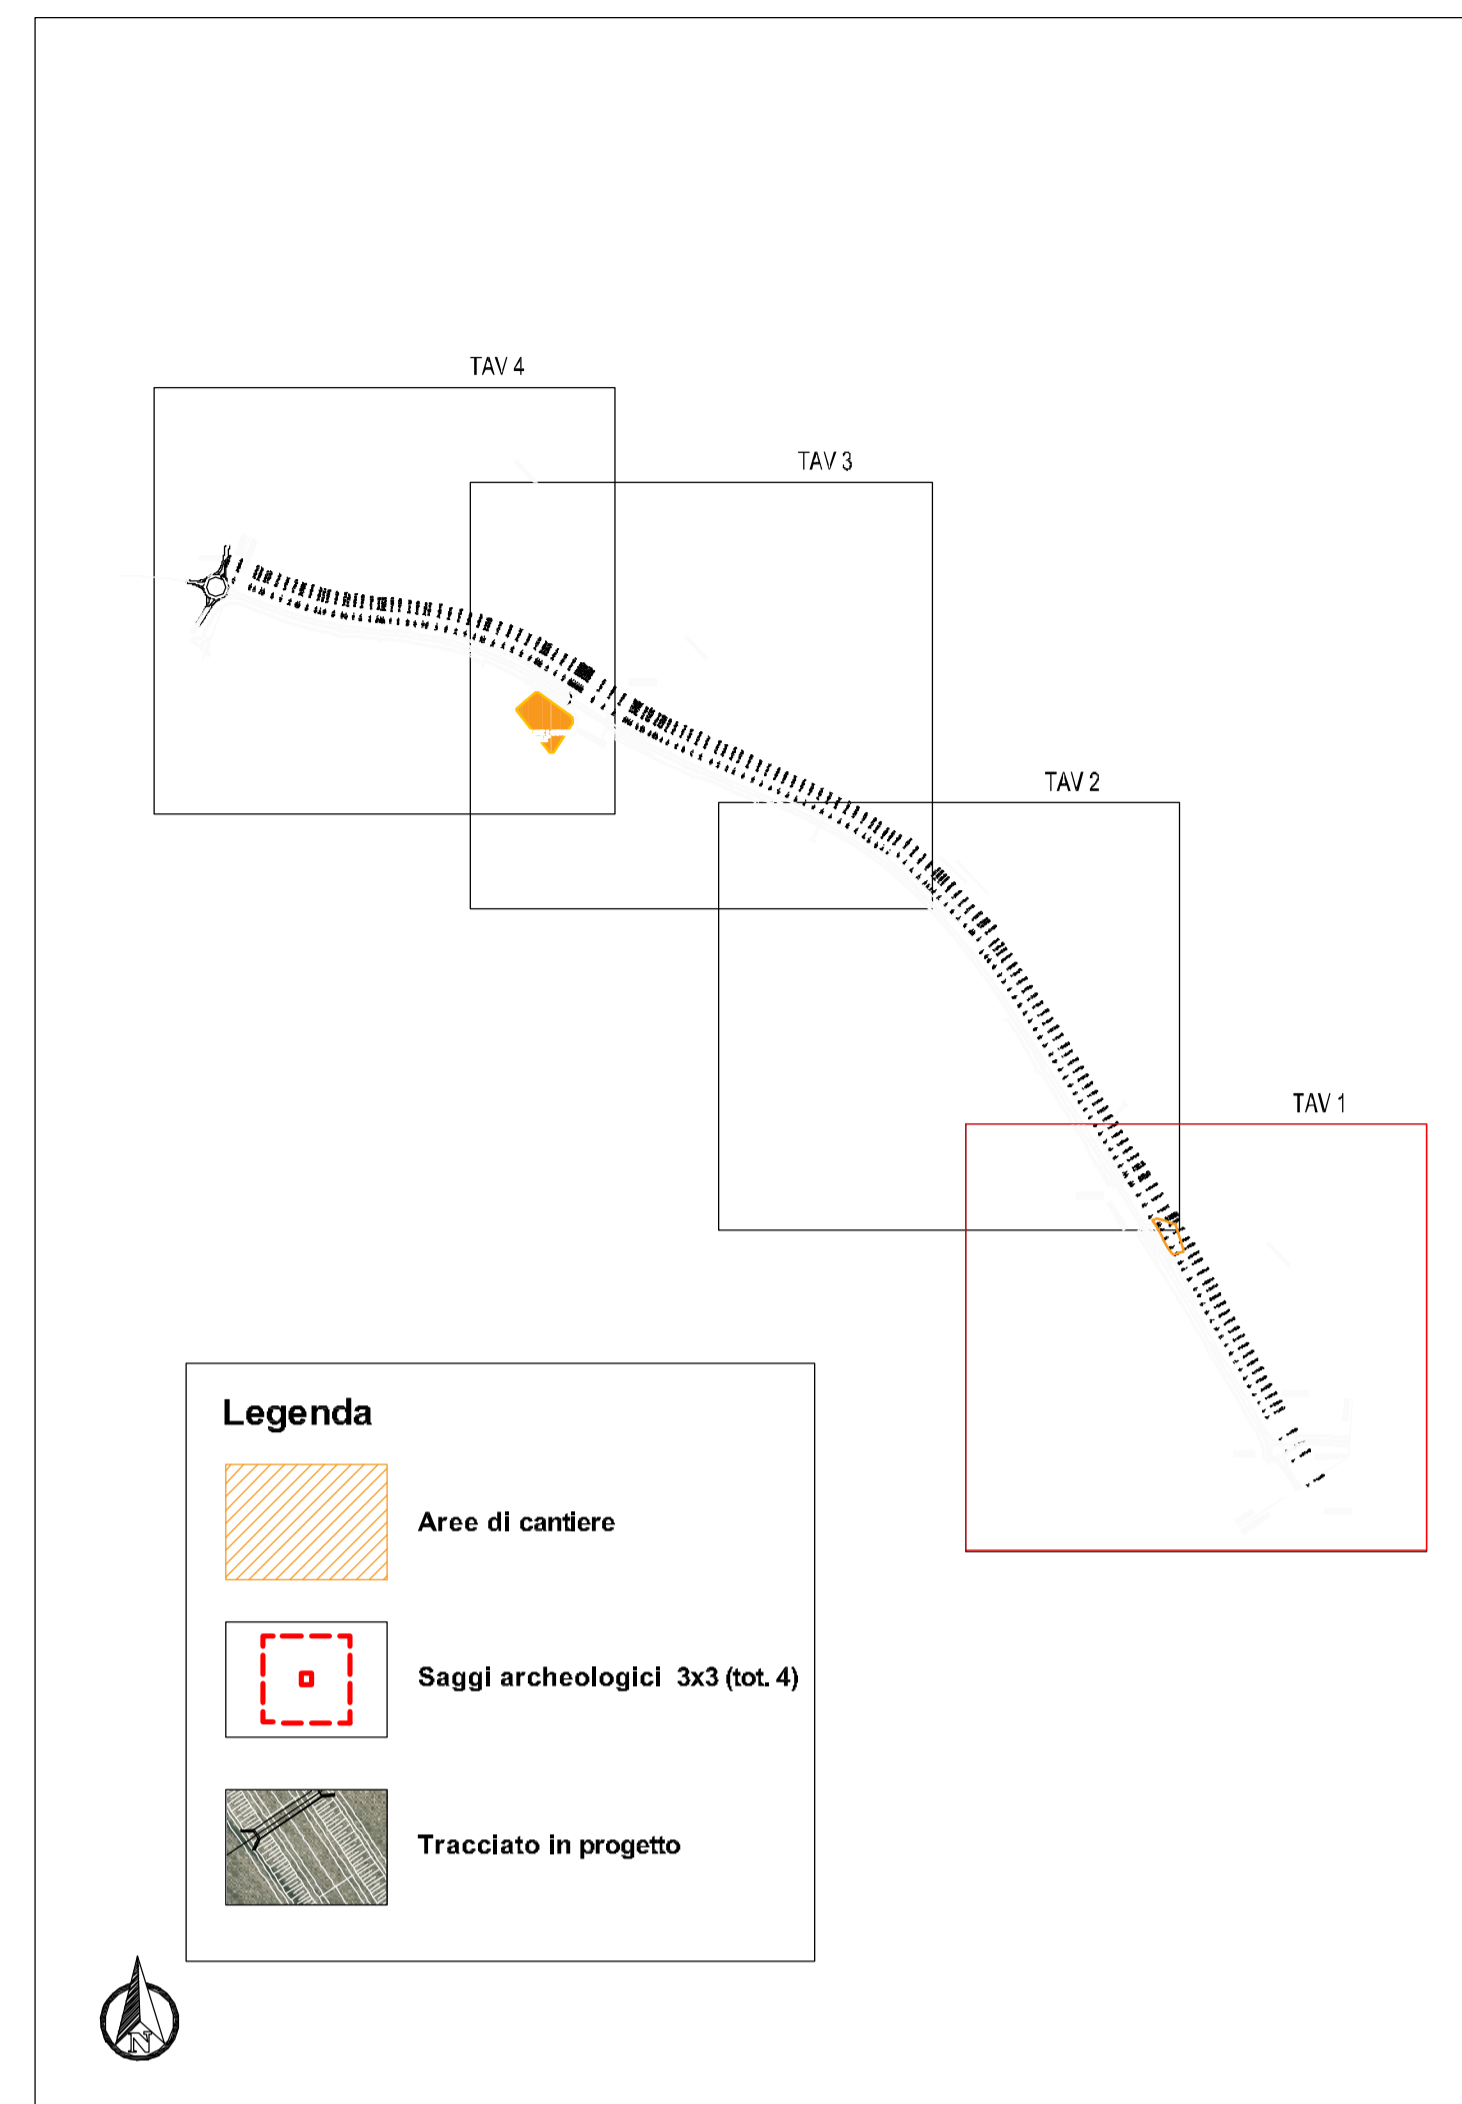 TAV 4
TAV 3
TAV 2
TAV 1
Legenda
Aree di cantiere
Saggi archeologici 3x3 (tot. 4)
Tracciato in progetto
N